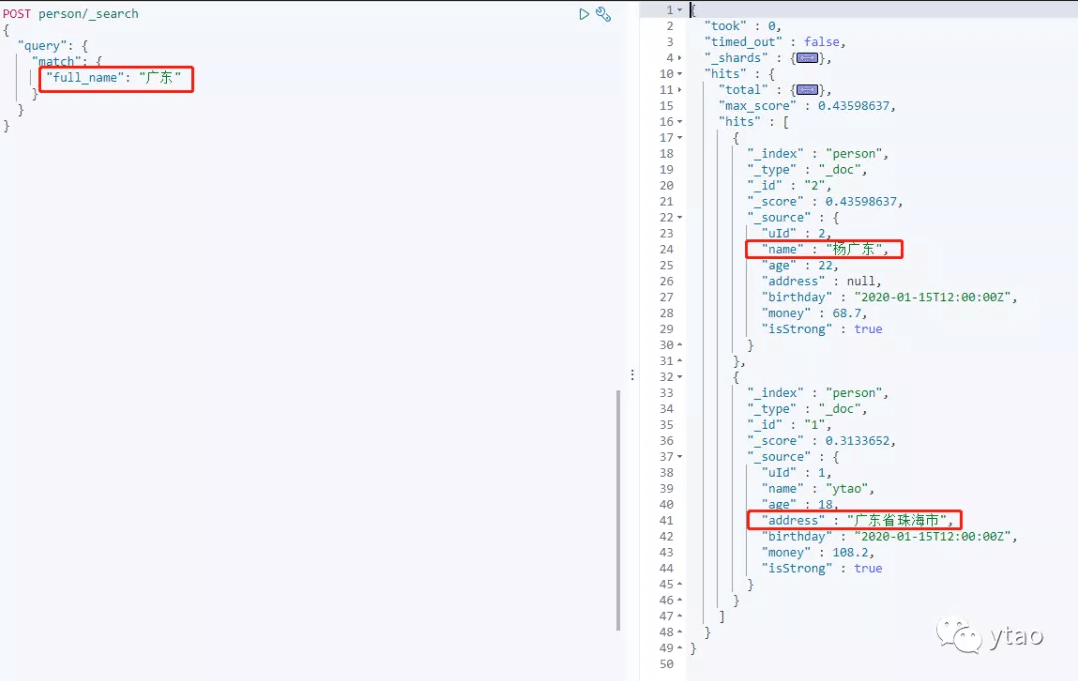 POST person/_search
{
"query": {
"match": {
"full_name": "广东"
}
}
}
1 {
2 "took" : 0,
3 "timed_out" : false,
4 "_shards" : {},
10 "hits" : {
11 "total" : {},
15 "max_score" : 0.43598637,
16 "hits" : [
17 {
18 "_index" : "person",
19 "_type" : "_doc",
20 "_id" : "2",
21 "_score" : 0.43598637,
22 "_source" : {
23 "uId" : 2,
24 "name" : "杨广东",
25 "age" : 22,
26 "address" : null,
27 "birthday" : "2020-01-15T12:00:00Z",
28 "money" : 68.7,
29 "isStrong" : true
30 }
31 },
32 {
33 "_index" : "person",
34 "_type" : "_doc",
35 "_id" : "1",
36 "_score" : 0.3133652,
37 "_source" : {
38 "uId" : 1,
39 "name" : "ytao",
40 "age" : 18,
41 "address" : "广东省珠海市",
42 "birthday" : "2020-01-15T12:00:00Z",
43 "money" : 108.2,
44 "isStrong" : true
45 }
46 }
47 ]
48 }
49 }
50
ytao